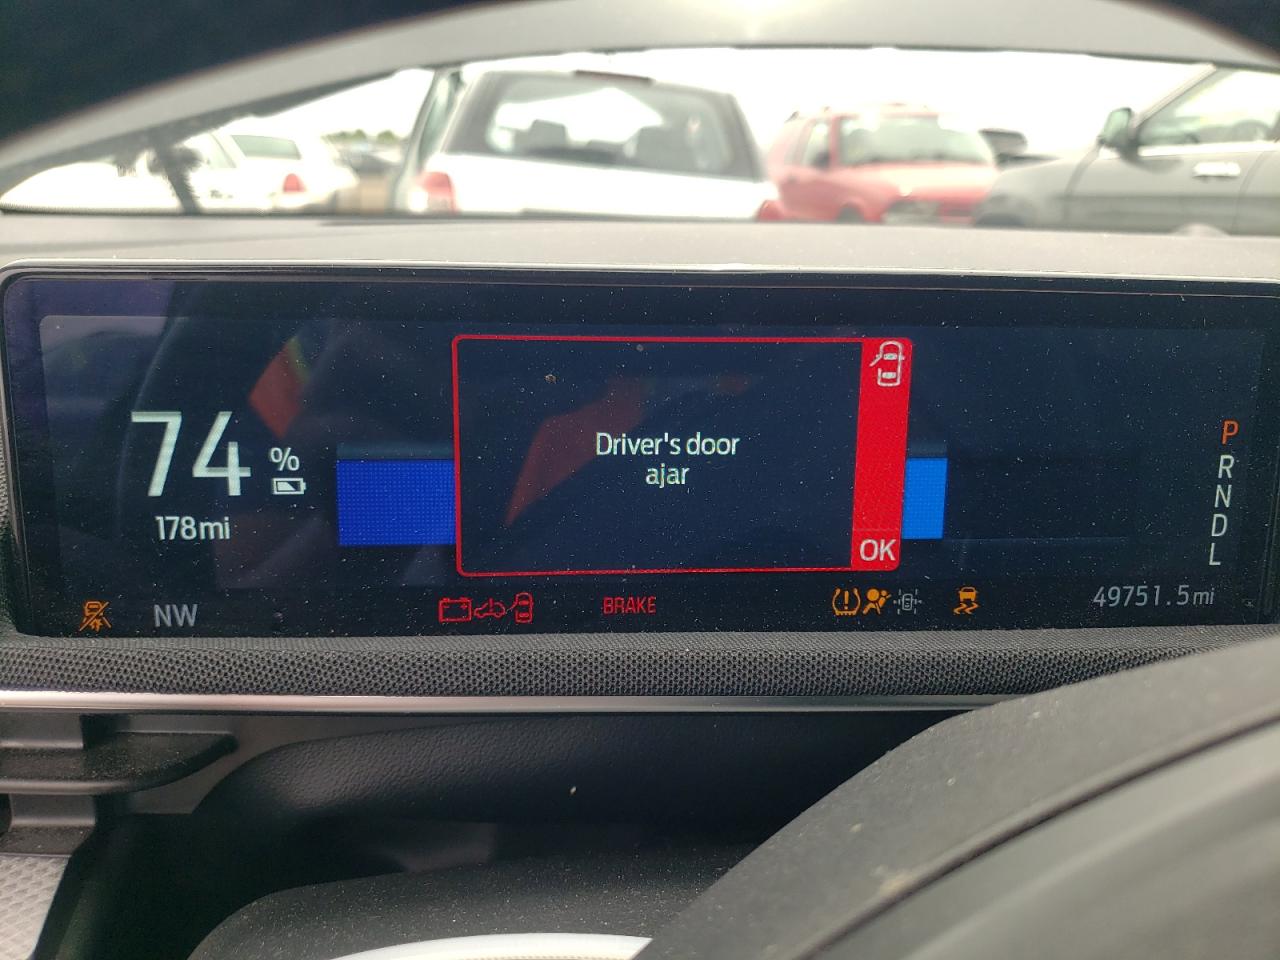 74 %
178mi
Driver's door
ajar
OK
P
R
N
D
L
NW
BRAKE
49751.5mi